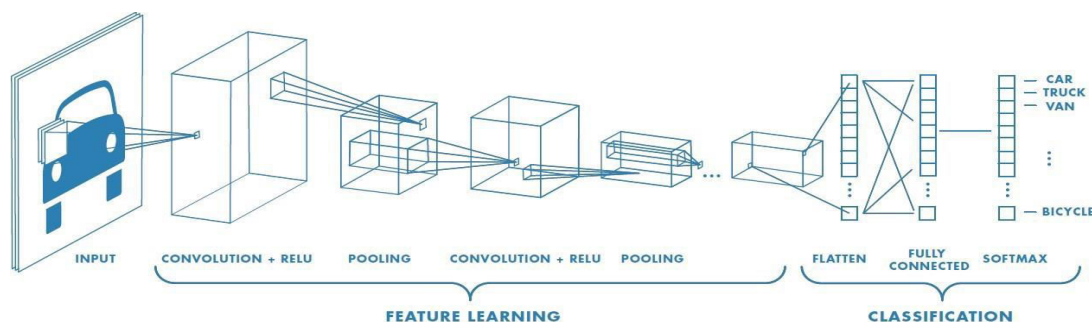 CAR
TRUCK
VAN
BICYCLE
INPUT
CONVOLUTION + RELU
POOLING
CONVOLUTION + RELU
POOLING
FLATTEN
FULLY
CONNECTED
SOFTMAX
FEATURE LEARNING
CLASSIFICATION